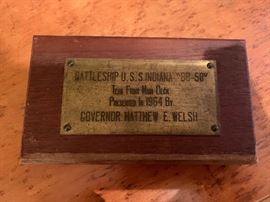 BATTLESHIP U.S.S INDIANA "BB-58"
TEAK FROM MAIN DECK
PRESENTED IN 1964 BY
GOVERNOR MATTHEW E. WELSH